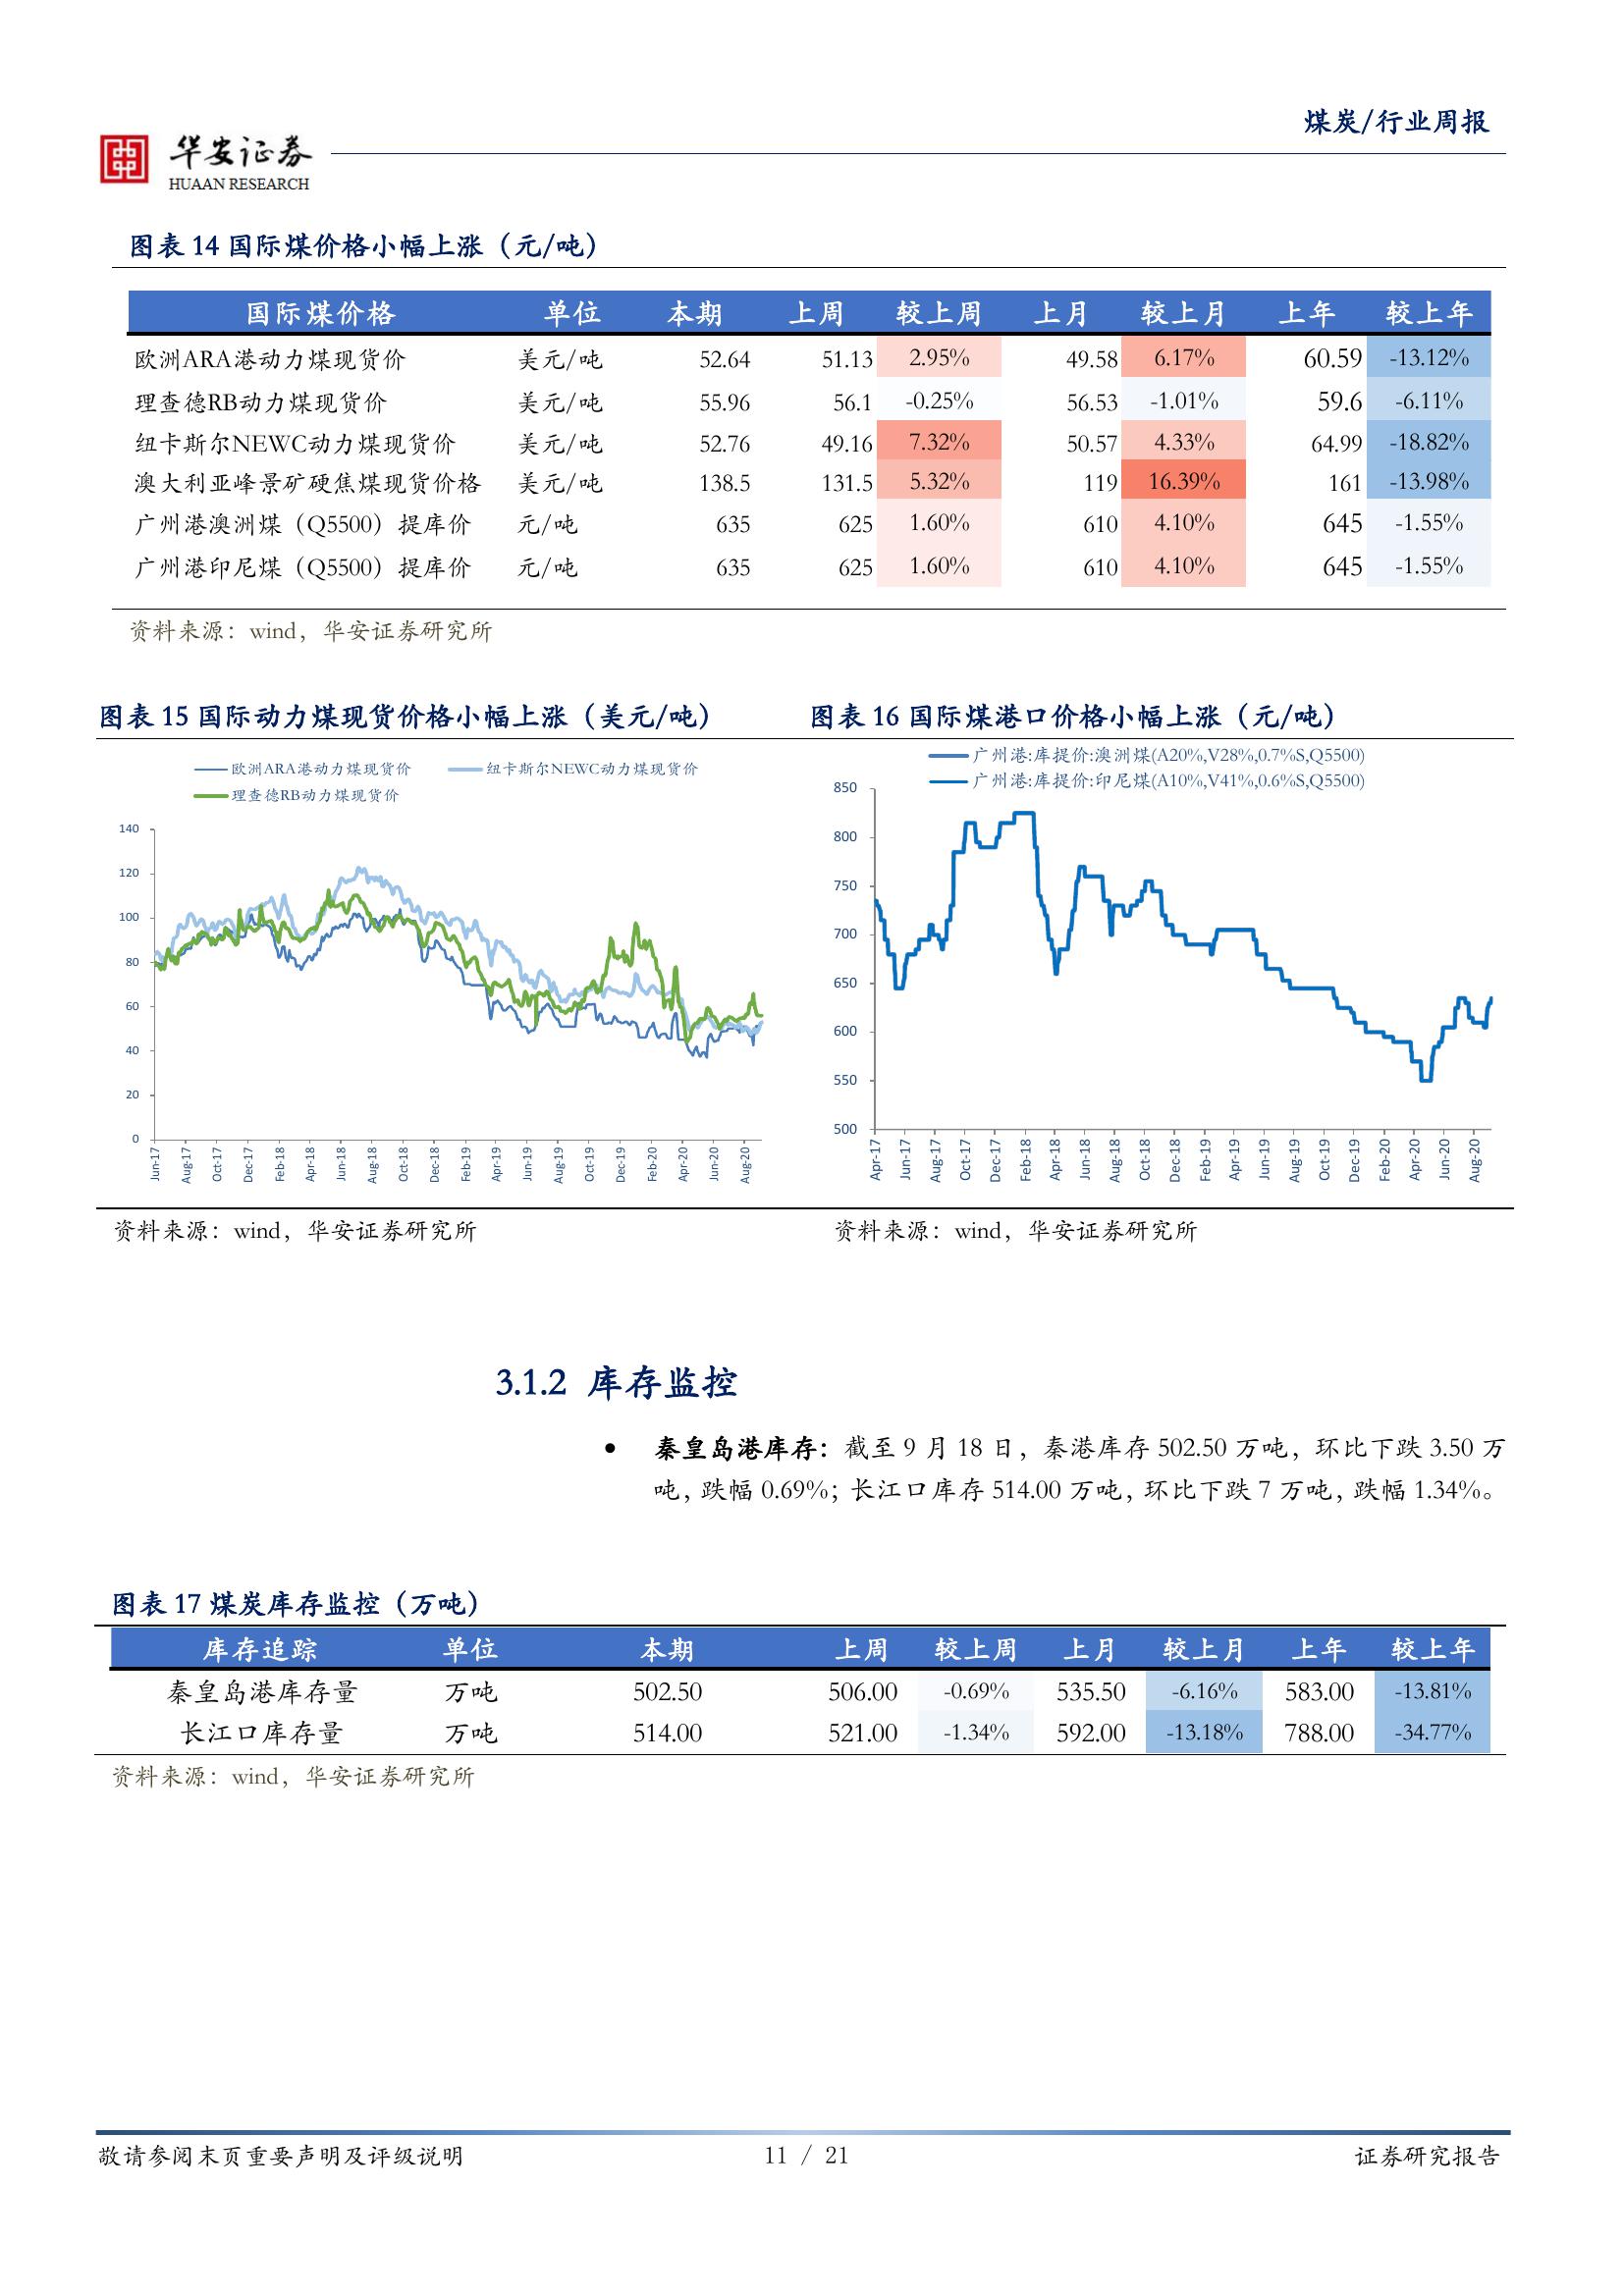 煤炭/行业周报
华安证券
HUAAN RESEARCH
图表 14 国际煤价格小幅上涨（元/吨）
国际煤价格 单位 本期 上周 较上周 上月 较上月 上年 较上年
欧洲ARA港动力煤现货价 美元/吨 52.64 51.13 2.95% 49.58 6.17% 60.59 -13.12%
理查德RB动力煤现货价 美元/吨 55.96 56.1 -0.25% 56.53 -1.01% 59.6 -6.11%
纽卡斯尔NEWC动力煤现货价 美元/吨 52.76 49.16 7.32% 50.57 4.33% 64.99 -18.82%
澳大利亚峰景矿硬焦煤现货价格 美元/吨 138.5 131.5 5.32% 119 16.39% 161 -13.98%
广州港澳洲煤（Q5500）提库价 元/吨 635 625 1.60% 610 4.10% 645 -1.55%
广州港印尼煤（Q5500）提库价 元/吨 635 625 1.60% 610 4.10% 645 -1.55%
资料来源：wind，华安证券研究所
图表 15 国际动力煤现货价格小幅上涨（美元/吨）
欧洲ARA港动力煤现货价 纽卡斯尔NEWC动力煤现货价
理查德RB动力煤现货价
140
120
100
80
60
40
20
0
Jun-17 Aug-17 Oct-17 Dec-17 Feb-18 Apr-18 Jun-18 Aug-18 Oct-18 Dec-18 Feb-19 Apr-19 Jun-19 Aug-19 Oct-19 Dec-19 Feb-20 Apr-20 Jun-20 Aug-20
资料来源：wind，华安证券研究所
图表 16 国际煤港口价格小幅上涨（元/吨）
广州港:库提价:澳洲煤(A20%,V28%,0.7%S,Q5500)
广州港:库提价:印尼煤(A10%,V41%,0.6%S,Q5500)
850
800
750
700
650
600
550
500
Apr-17 Jun-17 Aug-17 Oct-17 Dec-17 Feb-18 Apr-18 Jun-18 Aug-18 Oct-18 Dec-18 Feb-19 Apr-19 Jun-19 Aug-19 Oct-19 Dec-19 Feb-20 Apr-20 Jun-20 Aug-20
资料来源：wind，华安证券研究所
3.1.2 库存监控
● 秦皇岛港库存：截至 9 月 18 日，秦港库存 502.50 万吨，环比下跌 3.50 万
吨，跌幅 0.69%；长江口库存 514.00 万吨，环比下跌 7 万吨，跌幅 1.34%。
图表 17 煤炭库存监控（万吨）
库存追踪 单位 本期 上周 较上周 上月 较上月 上年 较上年
秦皇岛港库存量 万吨 502.50 506.00 -0.69% 535.50 -6.16% 583.00 -13.81%
长江口库存量 万吨 514.00 521.00 -1.34% 592.00 -13.18% 788.00 -34.77%
资料来源：wind，华安证券研究所
敬请参阅末页重要声明及评级说明 11 / 21 证券研究报告